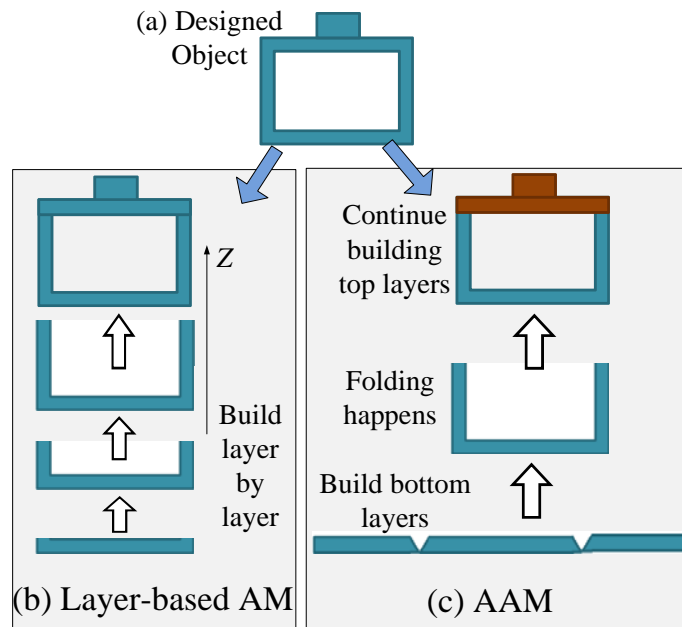 (a) Designed
Object
Z
Build
layer
by
layer
(b) Layer-based AM
Continue
building
top layers
Folding
happens
Build bottom
layers
(c) AAM